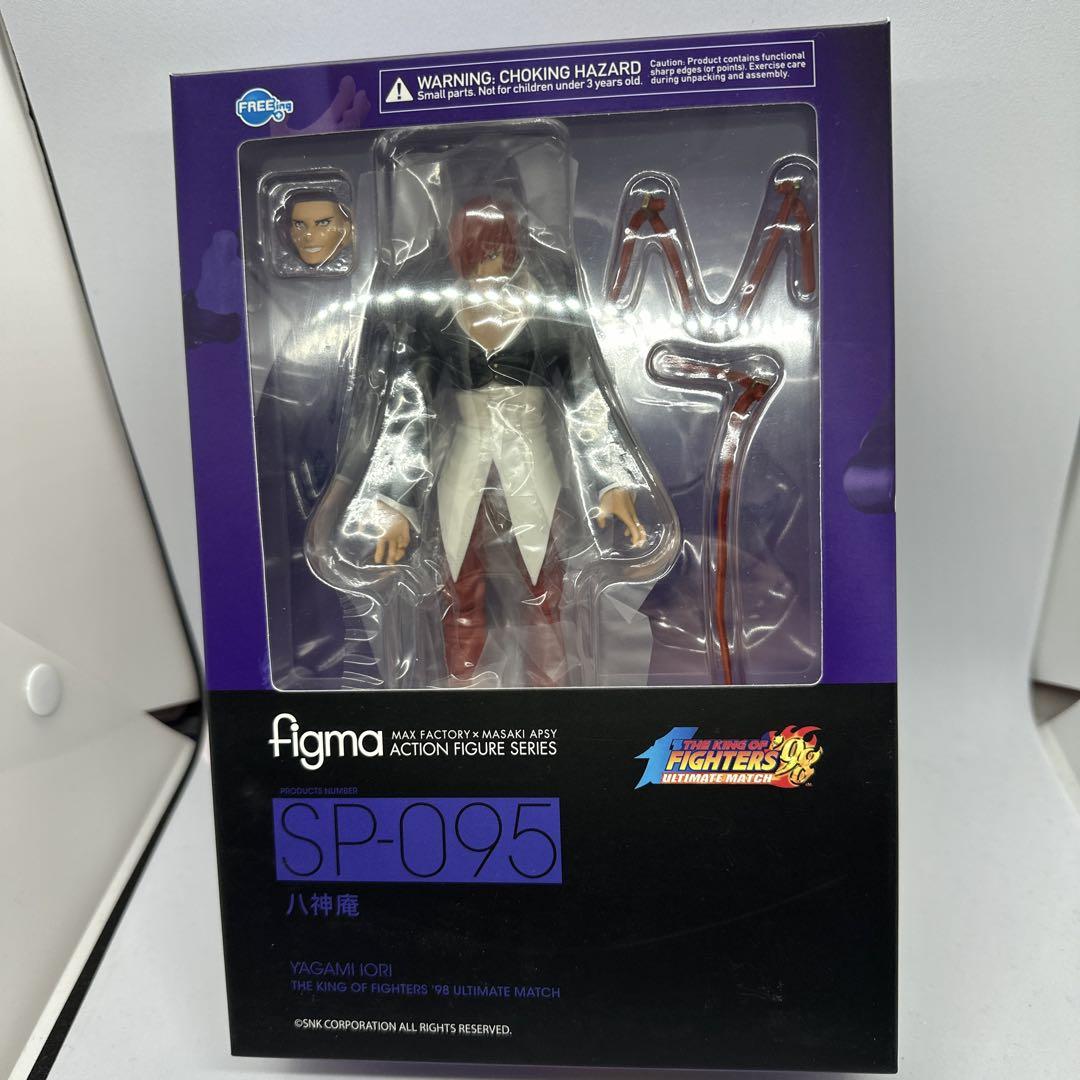 FREEing
WARNING: CHOKING HAZARD
Small parts. Not for children under 3 years old.
Caution: Product contains functional
sharp edges (or points). Exercise care
during unpacking and assembly.
figma
MAX FACTORY × MASAKI APSY
ACTION FIGURE SERIES
THE KING OF
FIGHTERS '98
ULTIMATE MATCH
PRODUCTS NUMBER
SP-095
八神庵
YAGAMI IORI
THE KING OF FIGHTERS '98 ULTIMATE MATCH
©SNK CORPORATION ALL RIGHTS RESERVED.